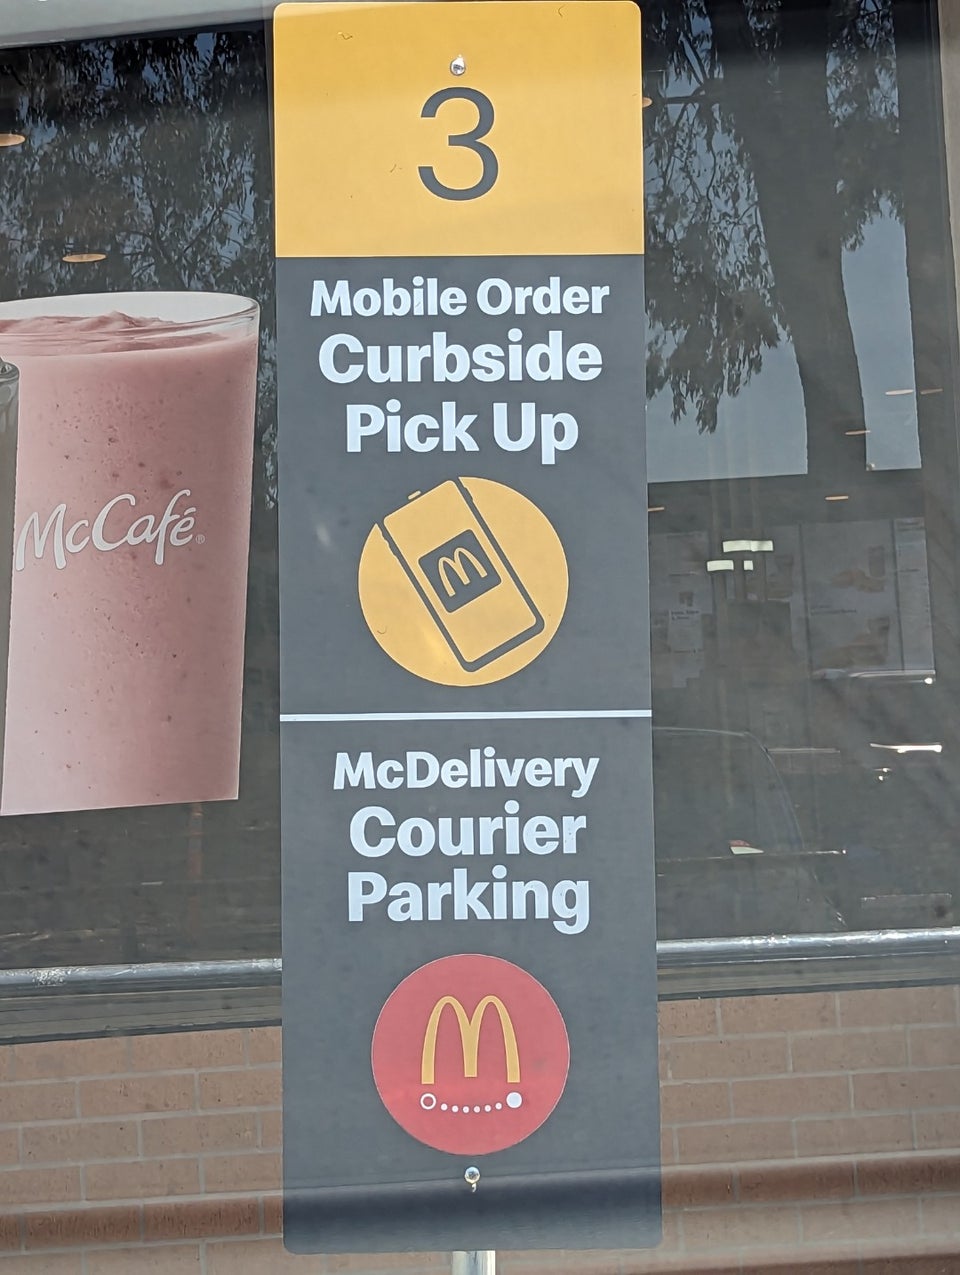 3
Mobile Order
Curbside
Pick Up
McDelivery
Courier
Parking
McCafé®